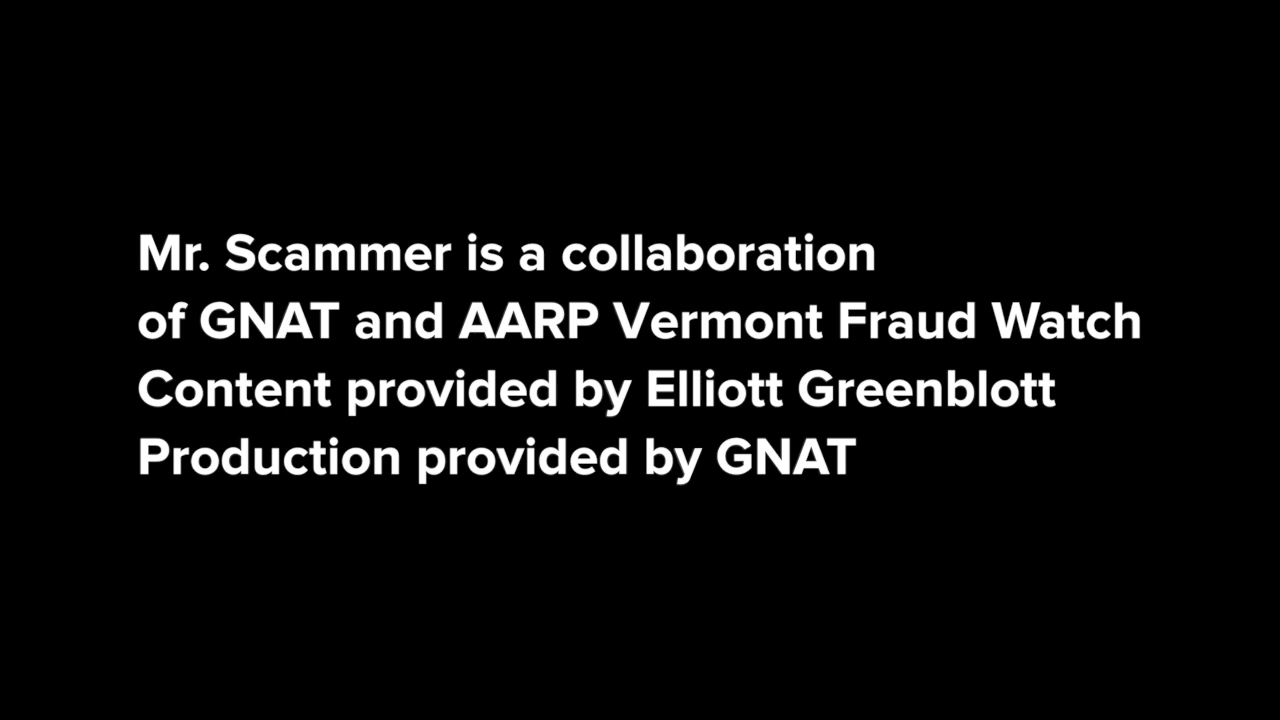 Mr. Scammer is a collaboration
of GNAT and AARP Vermont Fraud Watch
Content provided by Elliott Greenblott
Production provided by GNAT